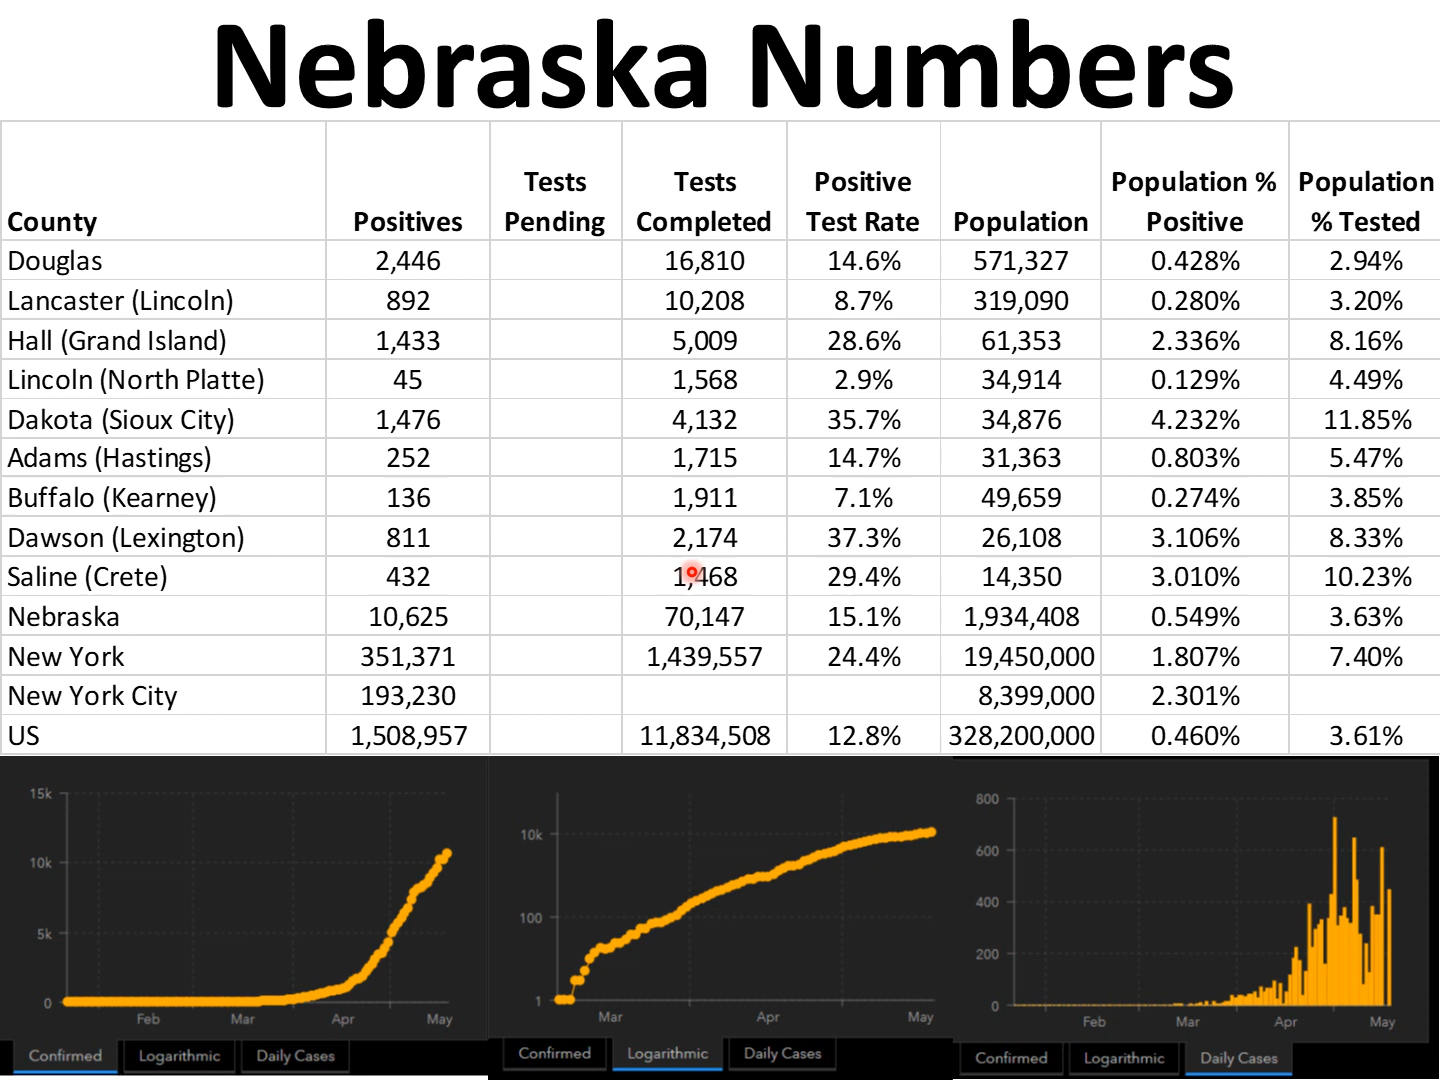 Nebraska Numbers
County Positives Tests Pending Tests Completed Positive Test Rate Population Population % Positive Population % Tested
Douglas 2,446 16,810 14.6% 571,327 0.428% 2.94%
Lancaster (Lincoln) 892 10,208 8.7% 319,090 0.280% 3.20%
Hall (Grand Island) 1,433 5,009 28.6% 61,353 2.336% 8.16%
Lincoln (North Platte) 45 1,568 2.9% 34,914 0.129% 4.49%
Dakota (Sioux City) 1,476 4,132 35.7% 34,876 4.232% 11.85%
Adams (Hastings) 252 1,715 14.7% 31,363 0.803% 5.47%
Buffalo (Kearney) 136 1,911 7.1% 49,659 0.274% 3.85%
Dawson (Lexington) 811 2,174 37.3% 26,108 3.106% 8.33%
Saline (Crete) 432 1,468 29.4% 14,350 3.010% 10.23%
Nebraska 10,625 70,147 15.1% 1,934,408 0.549% 3.63%
New York 351,371 1,439,557 24.4% 19,450,000 1.807% 7.40%
New York City 193,230 8,399,000 2.301%
US 1,508,957 11,834,508 12.8% 328,200,000 0.460% 3.61%
15k
10k
5k
0
Feb Mar Apr May
Confirmed Logarithmic Daily Cases
10k
100
1
Mar Apr May
Confirmed Logarithmic Daily Cases
800
600
400
200
0
Feb Mar Apr May
Confirmed Logarithmic Daily Cases